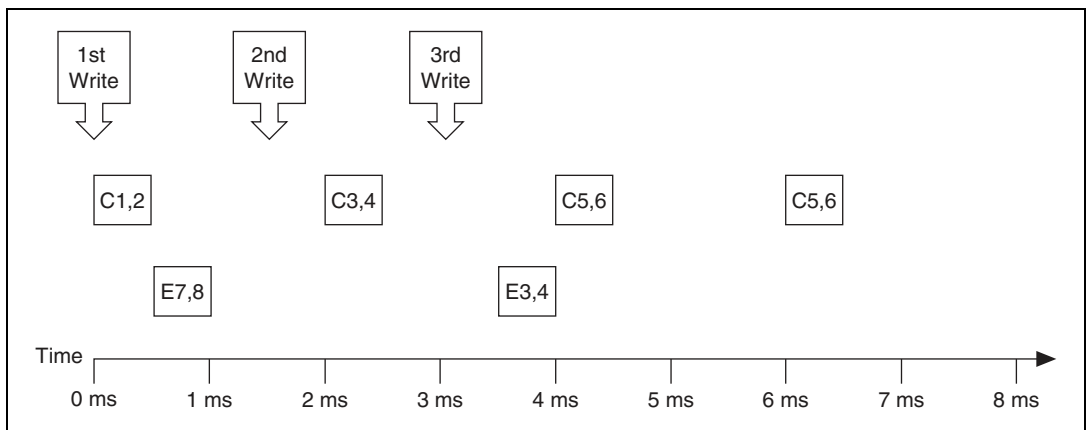 1st
Write
2nd
Write
3rd
Write
C1,2
C3,4
C5,6
C5,6
E7,8
E3,4
Time
0 ms
1 ms
2 ms
3 ms
4 ms
5 ms
6 ms
7 ms
8 ms